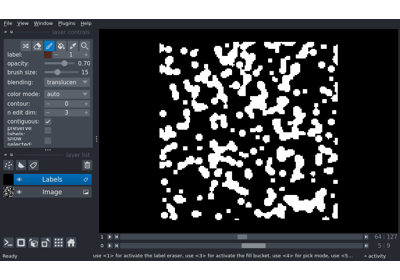 File View Window Plugins Help
layer controls
label: 1
opacity: 0.70
brush size: 15
blending: translucen
color mode: auto
contour: 0
n edit dim: 3
contiguous:
preserve labels:
show selected:
layer list
Labels
Image
1 64 127
0 5 9
Ready use <1> for activate the label eraser, use <3> for activate the fill bucket, use <4> for pick mode, use <5... activity